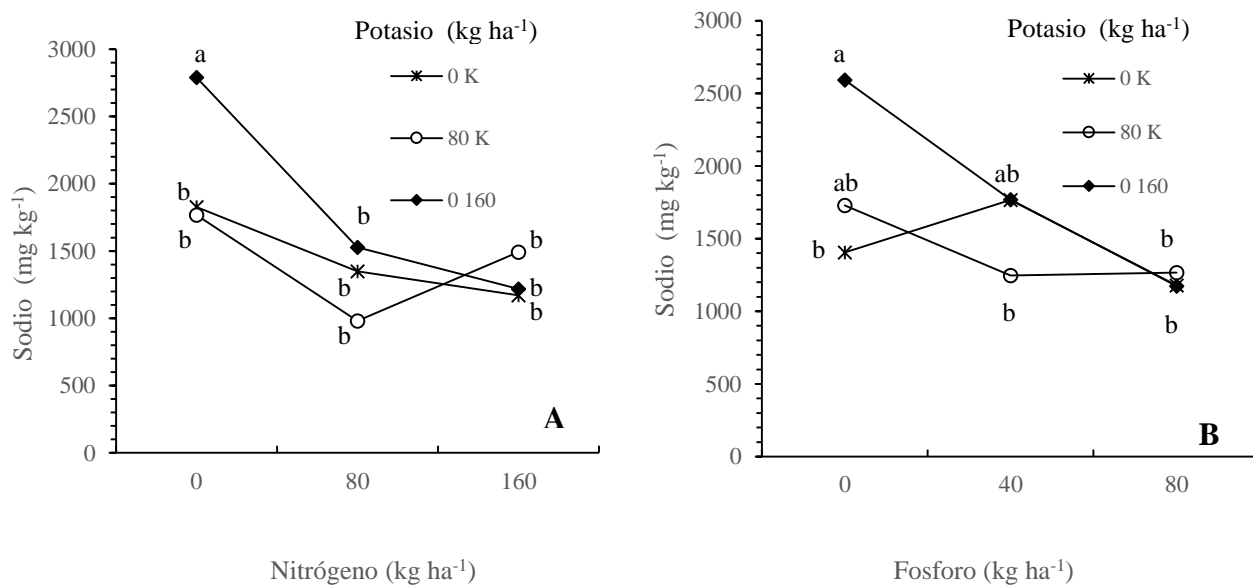 Potasio (kg ha-1)
3000
a
0 K
2500
80 K
2000
b
0 160
b
b
1500
b
b
b
1000
b
b
500
A
0
0
80
160
Sodio (mg kg-1)
Nitrógeno (kg ha-1)
Potasio (kg ha-1)
3000
a
0 K
2500
80 K
2000
ab
ab
0 160
b
1500
b
1000
b
b
500
B
0
0
40
80
Sodio (mg kg-1)
Fosforo (kg ha-1)